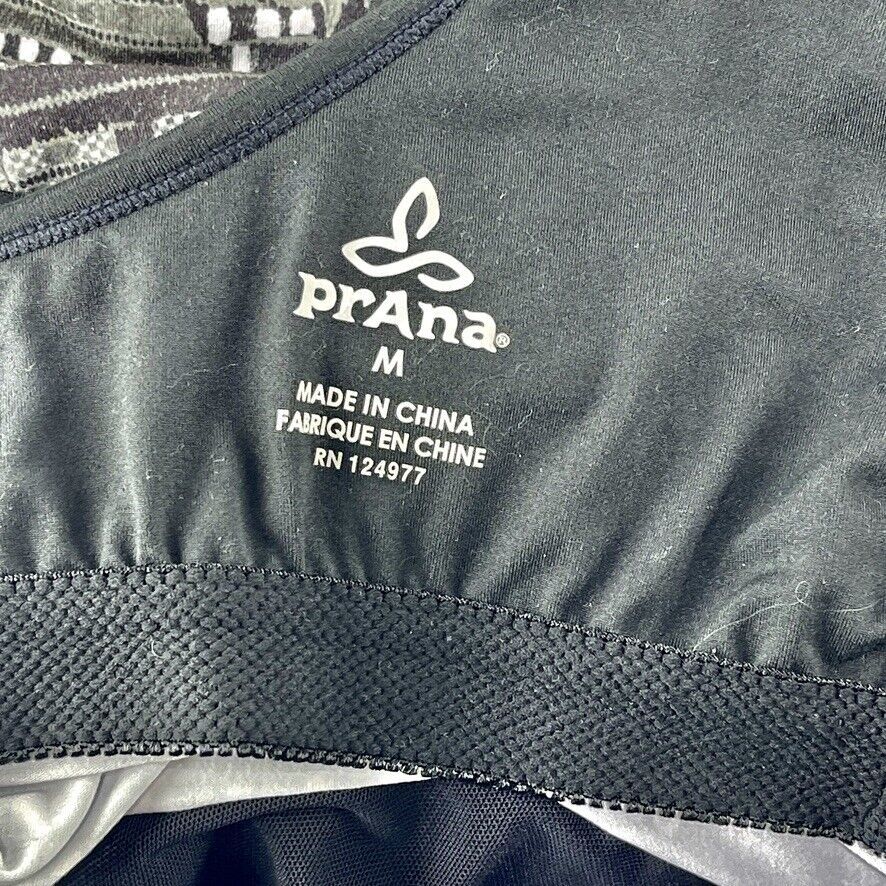 prAna®
M
MADE IN CHINA
FABRIQUE EN CHINE
RN 124977